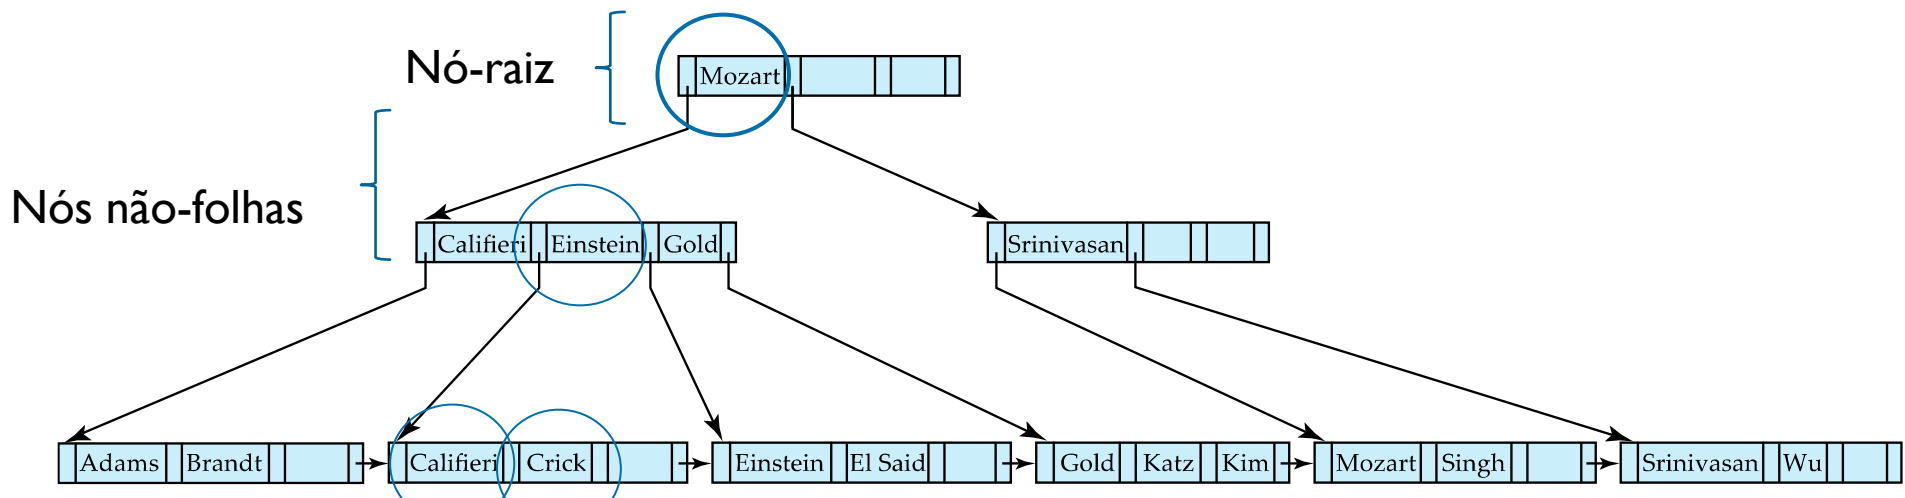 Nó-raiz
Mozart
Nós não-folhas
Califieri Einstein Gold
Srinivasan
Adams Brandt
Califieri Crick
Einstein El Said
Gold Katz Kim
Mozart Singh
Srinivasan Wu